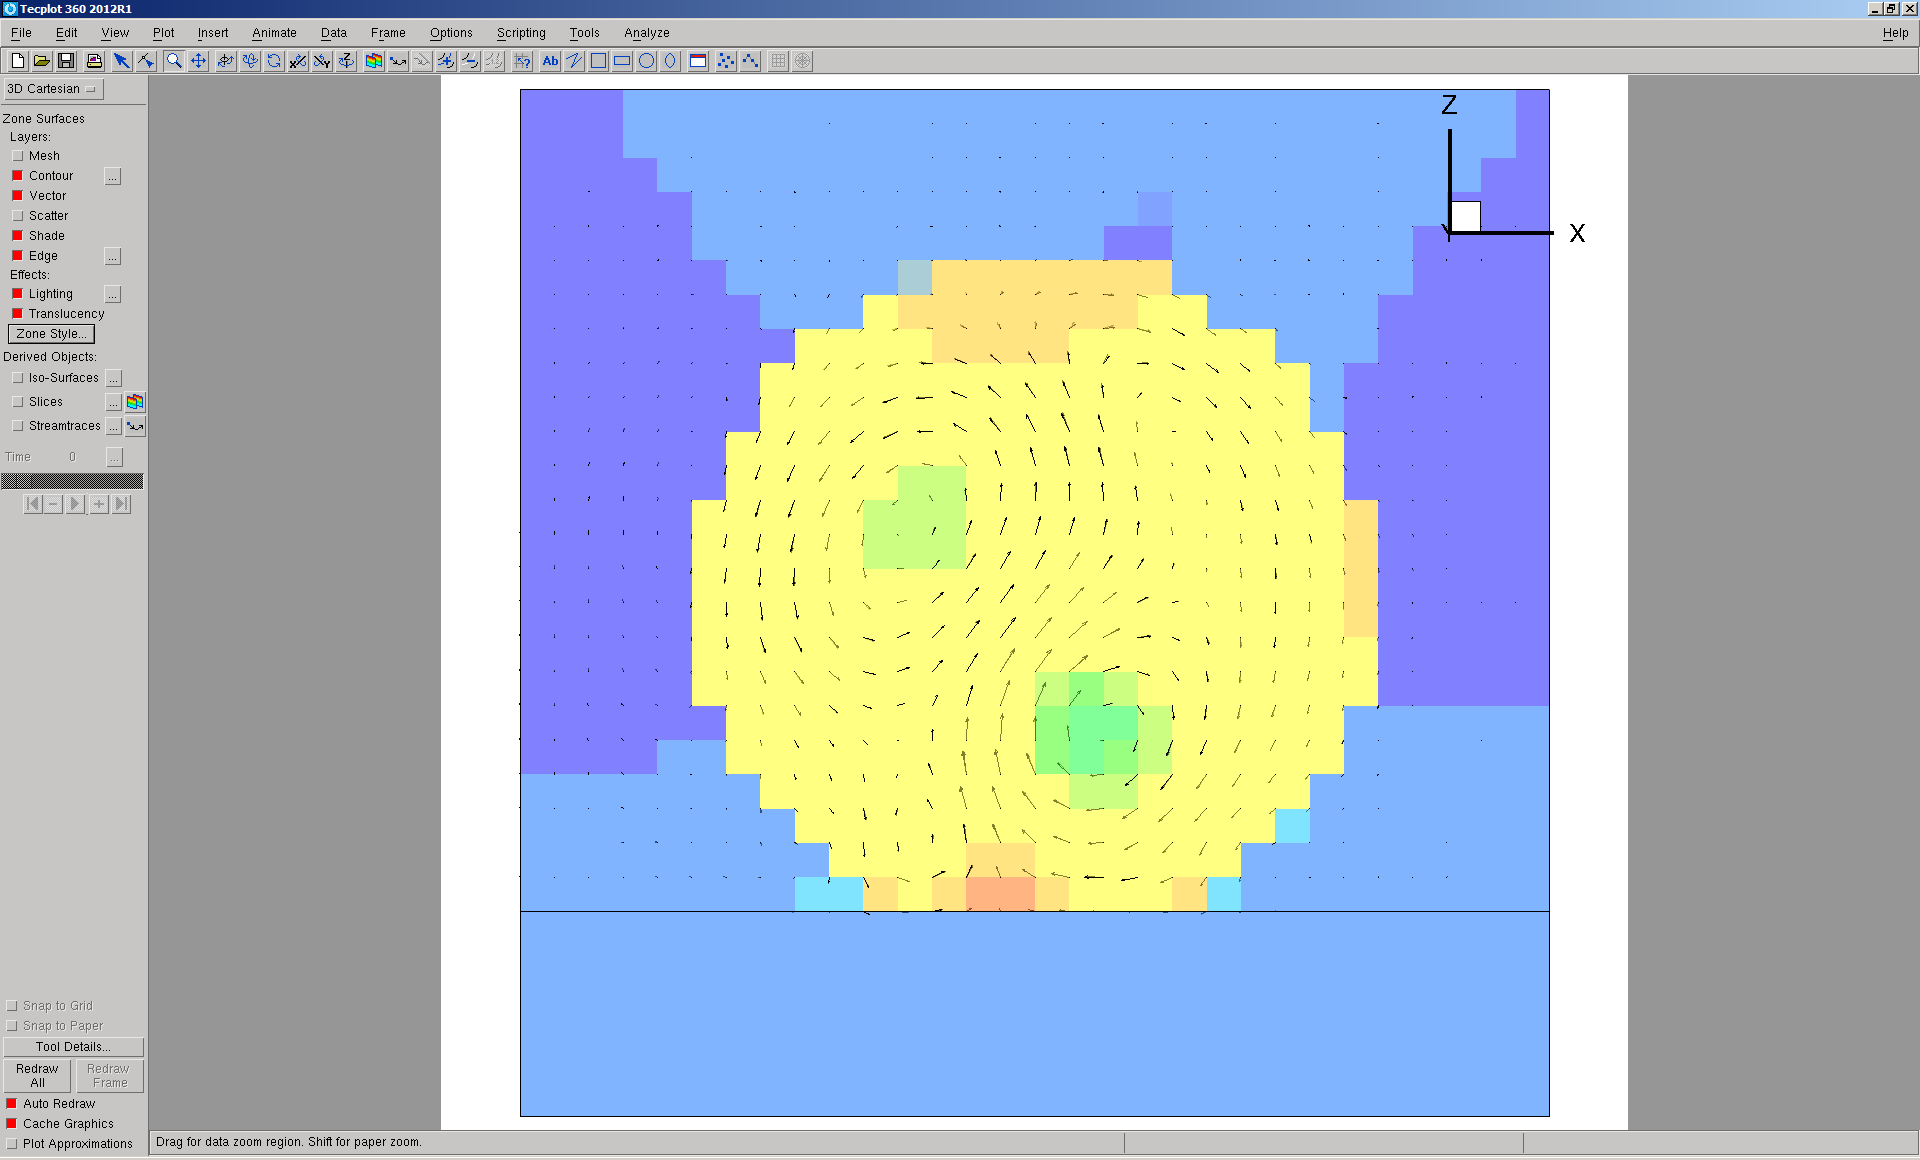 Tecplot 360 2012R1
File Edit View Plot Insert Animate Data Frame Options Scripting Tools Analyze Help
Ab
3D Cartesian
Zone Surfaces
Layers:
Mesh
Contour ...
Vector
Scatter
Shade
Edge ...
Effects:
Lighting ...
Translucency
Zone Style...
Derived Objects:
Iso-Surfaces ...
Slices ...
Streamtraces ...
Time 0 ...
Z
X
Y
Snap to Grid
Snap to Paper
Tool Details...
Redraw All
Redraw Frame
Auto Redraw
Cache Graphics
Plot Approximations
Drag for data zoom region. Shift for paper zoom.